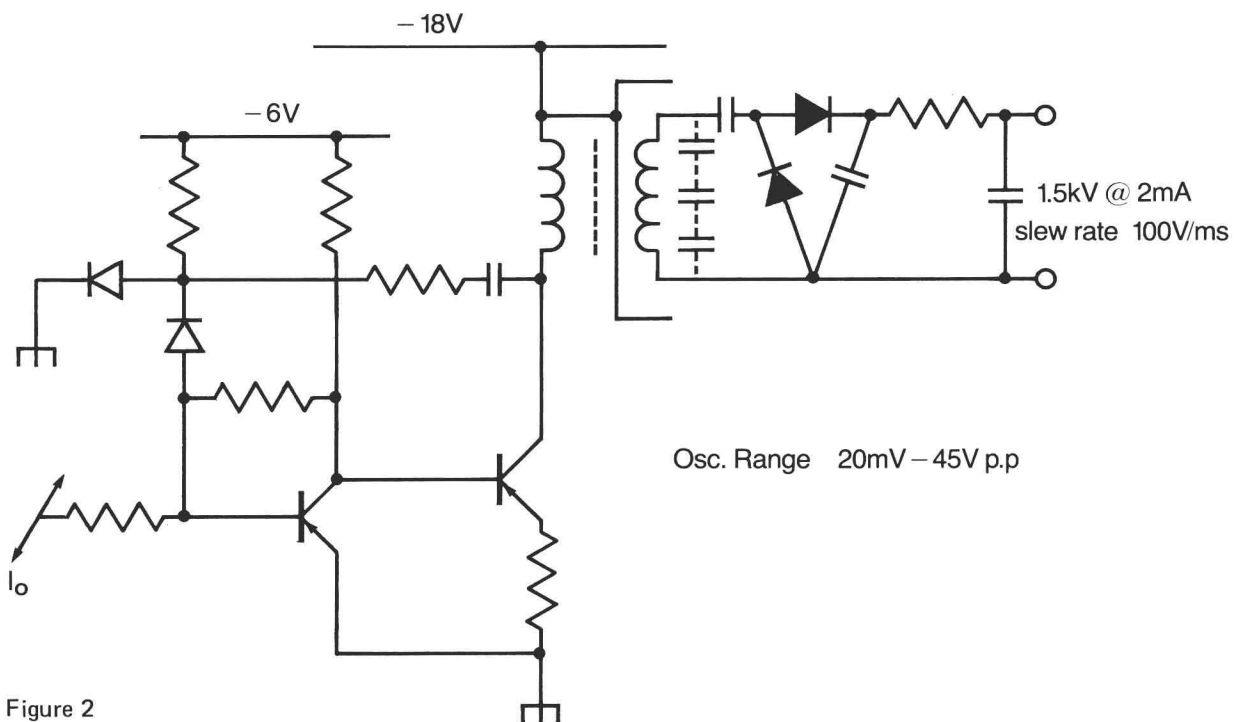 −18V
−6V
1.5kV @ 2mA
slew rate 100V/ms
Osc. Range 20mV−45V p.p
Io
Figure 2